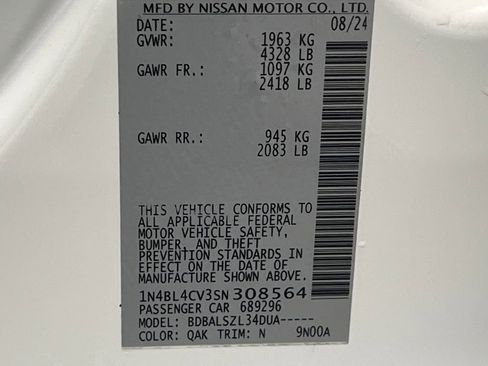 MFD BY NISSAN MOTOR CO., LTD.
DATE: 08/24
GVWR: 1963 KG
4328 LB
GAWR FR.: 1097 KG
2418 LB
GAWR RR.: 945 KG
2083 LB
THIS VEHICLE CONFORMS TO
ALL APPLICABLE FEDERAL
MOTOR VEHICLE SAFETY,
BUMPER, AND THEFT
PREVENTION STANDARDS IN
EFFECT ON THE DATE OF
MANUFACTURE SHOWN ABOVE.
1N4BL4CV3SN308564
PASSENGER CAR 689296
MODEL: BDBALSZL34DUA-----
COLOR: QAK TRIM: N 9N00A